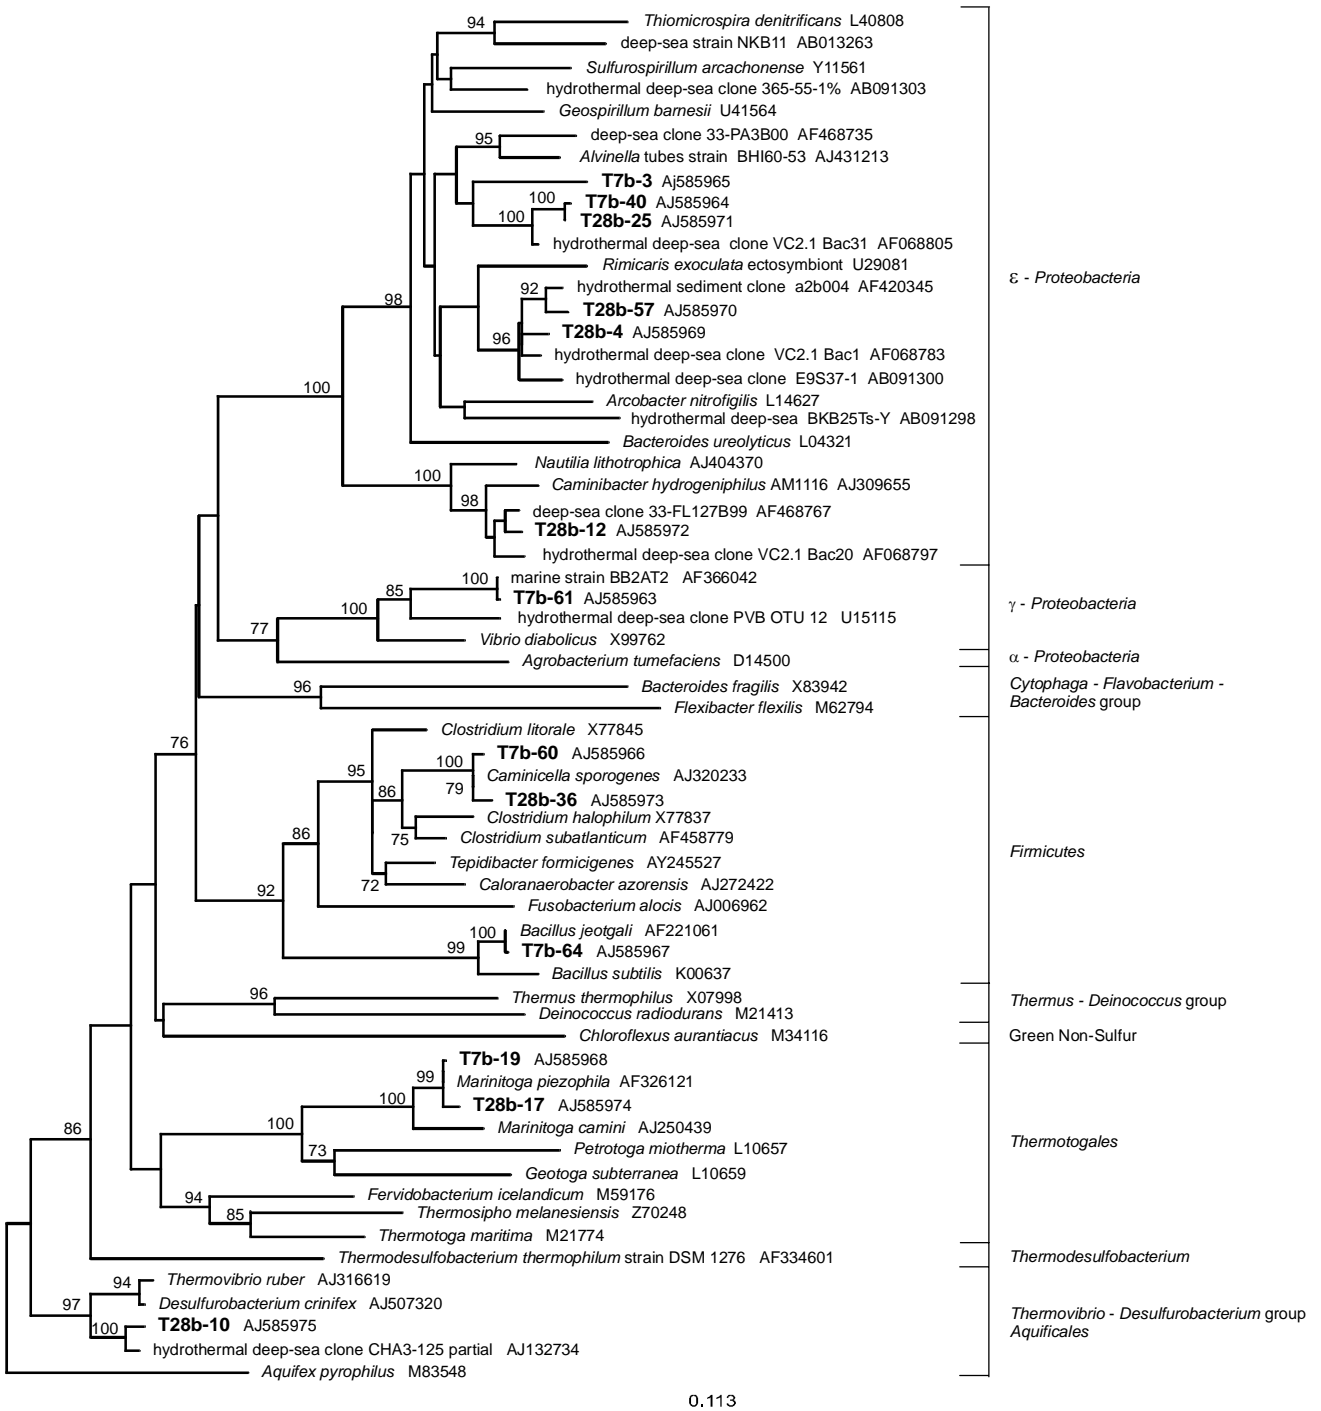 94
Thiomicrospira denitrificans L40808
deep-sea strain NKB11 AB013263
Sulfurospirillum arcachonense Y11561
hydrothermal deep-sea clone 365-55-1% AB091303
Geospirillum barnesii U41564
95
deep-sea clone 33-PA3B00 AF468735
Alvinella tubes strain BHI60-53 AJ431213
T7b-3 Aj585965
100
T7b-40 AJ585964
100
T28b-25 AJ585971
hydrothermal deep-sea clone VC2.1 Bac31 AF068805
Rimicaris exoculata ectosymbiont U29081
ε - Proteobacteria
92
hydrothermal sediment clone a2b004 AF420345
98
T28b-57 AJ585970
T28b-4 AJ585969
96
hydrothermal deep-sea clone VC2.1 Bac1 AF068783
hydrothermal deep-sea clone E9S37-1 AB091300
100
Arcobacter nitrofigilis L14627
hydrothermal deep-sea BKB25Ts-Y AB091298
Bacteroides ureolyticus L04321
Nautilia lithotrophica AJ404370
100
Caminibacter hydrogeniphilus AM1116 AJ309655
98
deep-sea clone 33-FL127B99 AF468767
T28b-12 AJ585972
hydrothermal deep-sea clone VC2.1 Bac20 AF068797
100
marine strain BB2AT2 AF366042
85
T7b-61 AJ585963
γ - Proteobacteria
100
hydrothermal deep-sea clone PVB OTU 12 U15115
77
Vibrio diabolicus X99762
Agrobacterium tumefaciens D14500
α - Proteobacteria
96
Bacteroides fragilis X83942
Cytophaga - Flavobacterium -
Bacteroides group
Flexibacter flexilis M62794
Clostridium litorale X77845
76
T7b-60 AJ585966
100
95
Caminicella sporogenes AJ320233
79
86
T28b-36 AJ585973
Clostridium halophilum X77837
86
75
Clostridium subatlanticum AF458779
Firmicutes
Tepidibacter formicigenes AY245527
72
Caloranaerobacter azorensis AJ272422
92
Fusobacterium alocis AJ006962
100
Bacillus jeotgali AF221061
99
T7b-64 AJ585967
Bacillus subtilis K00637
96
Thermus thermophilus X07998
Thermus - Deinococcus group
Deinococcus radiodurans M21413
Chloroflexus aurantiacus M34116
Green Non-Sulfur
T7b-19 AJ585968
99
Marinitoga piezophila AF326121
100
T28b-17 AJ585974
100
Marinitoga camini AJ250439
86
Thermotogales
73
Petrotoga miotherma L10657
Geotoga subterranea L10659
94
Fervidobacterium icelandicum M59176
85
Thermosipho melanesiensis Z70248
Thermotoga maritima M21774
Thermodesulfobacterium thermophilum strain DSM 1276 AF334601
Thermodesulfobacterium
94
Thermovibrio ruber AJ316619
97
Desulfurobacterium crinifex AJ507320
Thermovibrio - Desulfurobacterium group
Aquificales
100
T28b-10 AJ585975
hydrothermal deep-sea clone CHA3-125 partial AJ132734
Aquifex pyrophilus M83548
0.113